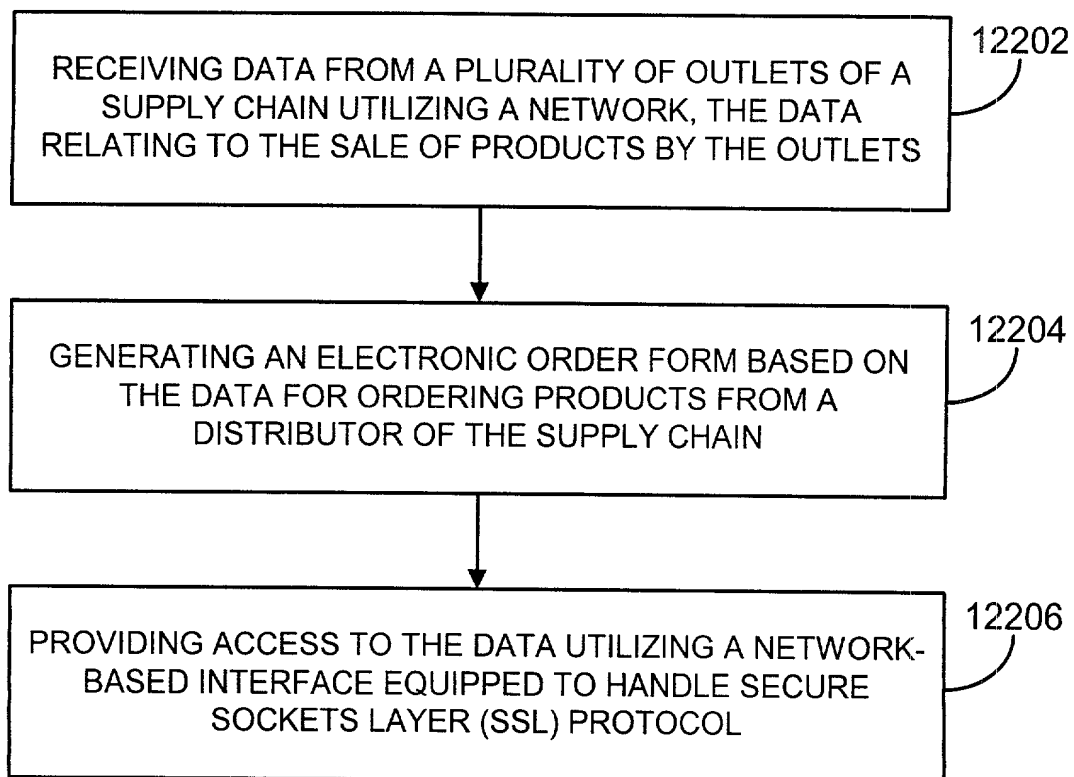 RECEIVING DATA FROM A PLURALITY OF OUTLETS OF A
SUPPLY CHAIN UTILIZING A NETWORK, THE DATA
RELATING TO THE SALE OF PRODUCTS BY THE OUTLETS
12202
GENERATING AN ELECTRONIC ORDER FORM BASED ON
THE DATA FOR ORDERING PRODUCTS FROM A
DISTRIBUTOR OF THE SUPPLY CHAIN
12204
PROVIDING ACCESS TO THE DATA UTILIZING A NETWORK-
BASED INTERFACE EQUIPPED TO HANDLE SECURE
SOCKETS LAYER (SSL) PROTOCOL
12206